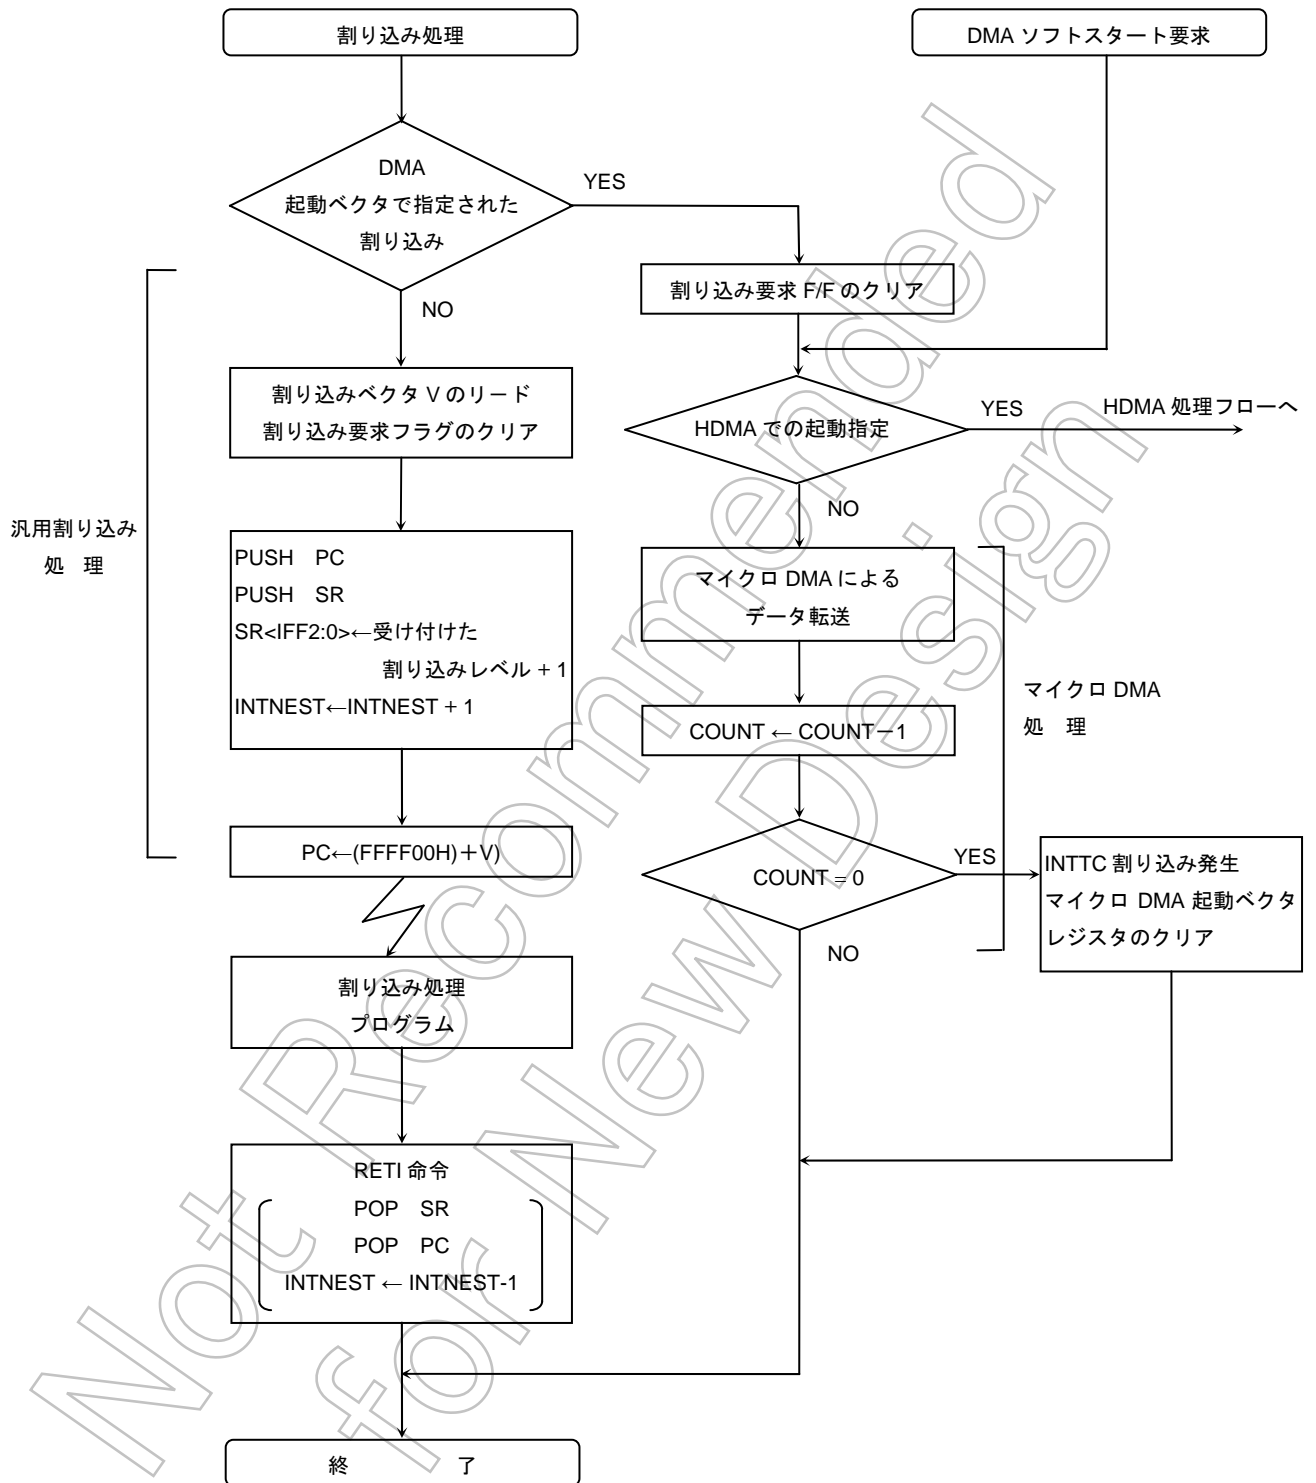 割り込み処理
DMA ソフトスタート要求
DMA
起動ベクタで指定された
割り込み
YES
NO
割り込み要求 F/F のクリア
割り込みベクタ V のリード
割り込み要求フラグのクリア
HDMA での起動指定
YES
HDMA 処理フローへ
NO
汎用割り込み
処 理
PUSH PC
PUSH SR
SR<IFF2:0>←受け付けた
割り込みレベル + 1
INTNEST←INTNEST + 1
マイクロ DMA による
データ転送
マイクロ DMA
処 理
COUNT ← COUNT－1
PC←(FFFF00H)＋V)
COUNT = 0
YES
NO
INTTC 割り込み発生
マイクロ DMA 起動ベクタ
レジスタのクリア
割り込み処理
プログラム
RETI 命令
POP SR
POP PC
INTNEST ← INTNEST-1
終 了
Not Recommended
for New Design